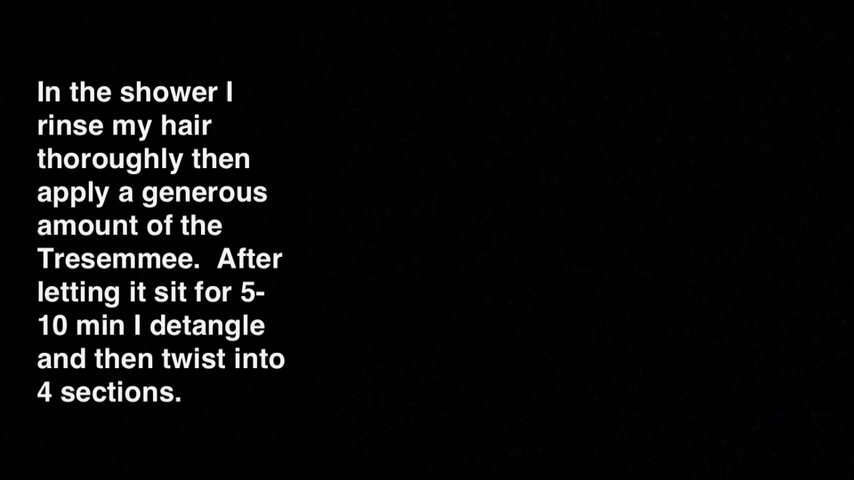 In the shower I
rinse my hair
thoroughly then
apply a generous
amount of the
Tresemmee.  After
letting it sit for 5-
10 min I detangle
and then twist into
4 sections.